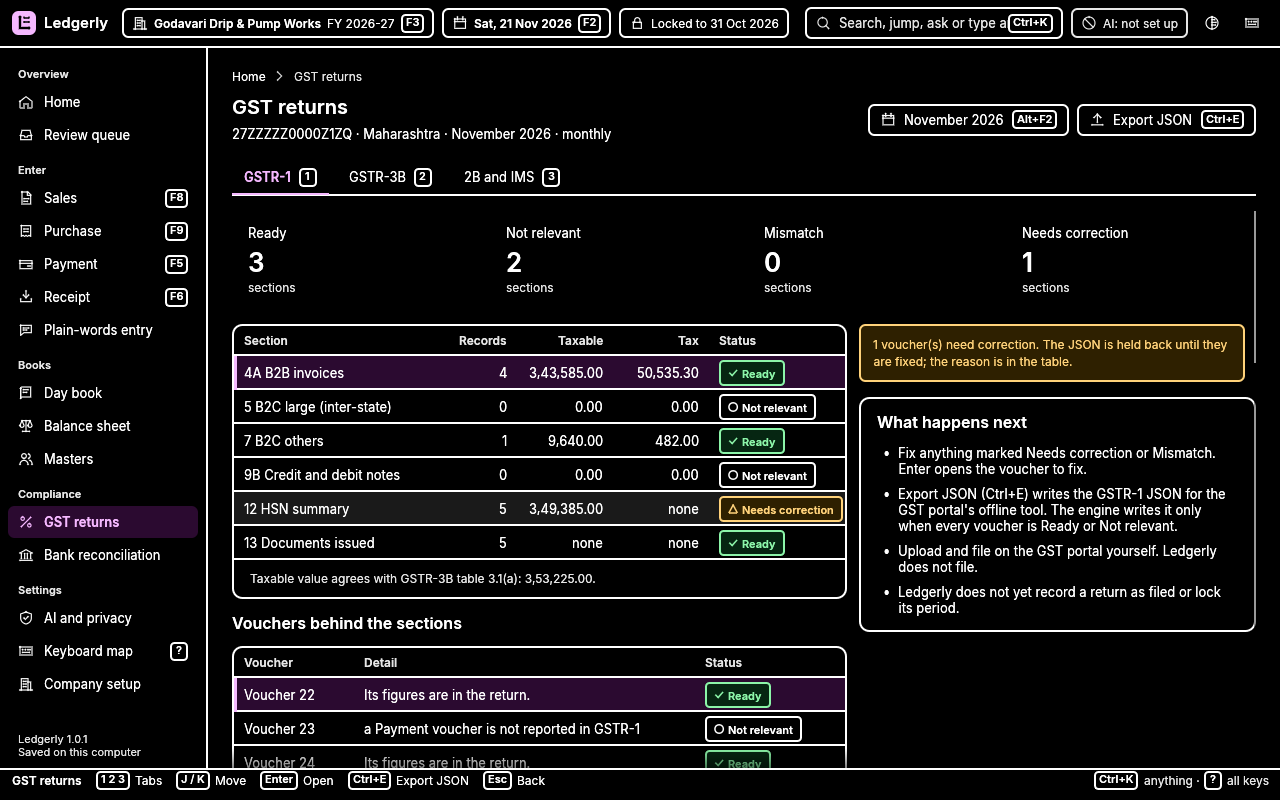 Ledgerly
Godavari Drip & Pump Works FY 2026-27 F3
Sat, 21 Nov 2026 F2
Locked to 31 Oct 2026
Search, jump, ask or type a Ctrl+K
AI: not set up
Overview
Home
Review queue
Enter
Sales F8
Purchase F9
Payment F5
Receipt F6
Plain-words entry
Books
Day book
Balance sheet
Masters
Compliance
GST returns
Bank reconciliation
Settings
AI and privacy
Keyboard map ?
Company setup
Ledgerly 1.0.1
Saved on this computer
Home > GST returns
GST returns
27ZZZZZ0000Z1ZQ · Maharashtra · November 2026 · monthly
November 2026 Alt+F2
Export JSON Ctrl+E
GSTR-1 1 GSTR-3B 2 2B and IMS 3
Ready Not relevant Mismatch Needs correction
3 2 0 1
sections sections sections sections
Section Records Taxable Tax Status
4A B2B invoices 4 3,43,585.00 50,535.30 Ready
5 B2C large (inter-state) 0 0.00 0.00 Not relevant
7 B2C others 1 9,640.00 482.00 Ready
9B Credit and debit notes 0 0.00 0.00 Not relevant
12 HSN summary 5 3,49,385.00 none Needs correction
13 Documents issued 5 none none Ready
Taxable value agrees with GSTR-3B table 3.1(a): 3,53,225.00.
Vouchers behind the sections
Voucher Detail Status
Voucher 22 Its figures are in the return. Ready
Voucher 23 a Payment voucher is not reported in GSTR-1 Not relevant
Voucher 24 Its figures are in the return. Ready
1 voucher(s) need correction. The JSON is held back until they
are fixed; the reason is in the table.
What happens next
• Fix anything marked Needs correction or Mismatch.
Enter opens the voucher to fix.
• Export JSON (Ctrl+E) writes the GSTR-1 JSON for the
GST portal's offline tool. The engine writes it only
when every voucher is Ready or Not relevant.
• Upload and file on the GST portal yourself. Ledgerly
does not file.
• Ledgerly does not yet record a return as filed or lock
its period.
GST returns 1 2 3 Tabs J / K Move Enter Open Ctrl+E Export JSON Esc Back
Ctrl+K anything · ? all keys